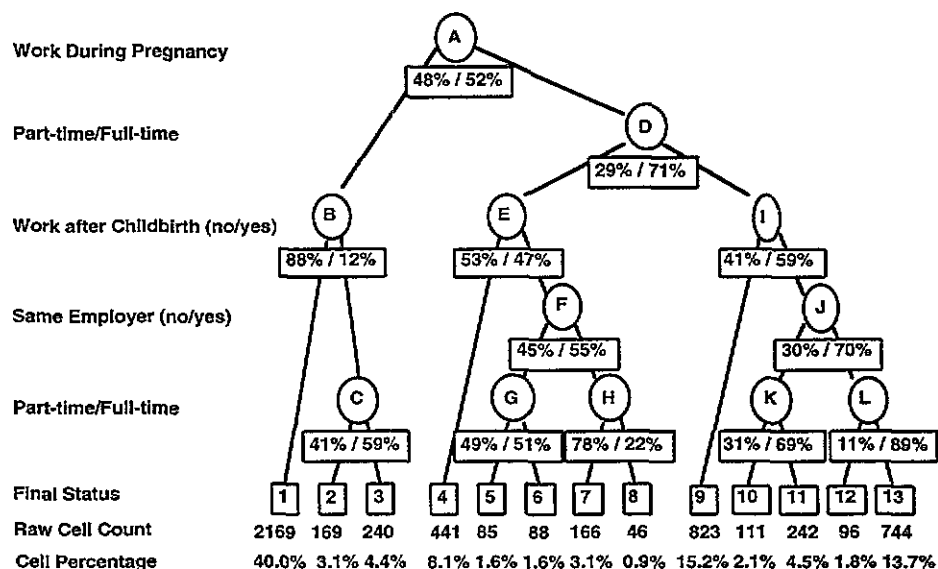 A
Work During Pregnancy
48% / 52%
D
Part-time/Full-time
29% / 71%
B E I
Work after Childbirth (no/yes)
88% / 12% 53% / 47% 41% / 59%
F J
Same Employer (no/yes)
45% / 55% 30% / 70%
C G H K L
Part-time/Full-time
41% / 59% 49% / 51% 78% / 22% 31% / 69% 11% / 89%
Final Status 1 2 3 4 5 6 7 8 9 10 11 12 13
Raw Cell Count 2169 169 240 441 85 88 166 46 823 111 242 96 744
Cell Percentage 40.0% 3.1% 4.4% 8.1% 1.6% 1.6% 3.1% 0.9% 15.2% 2.1% 4.5% 1.8% 13.7%